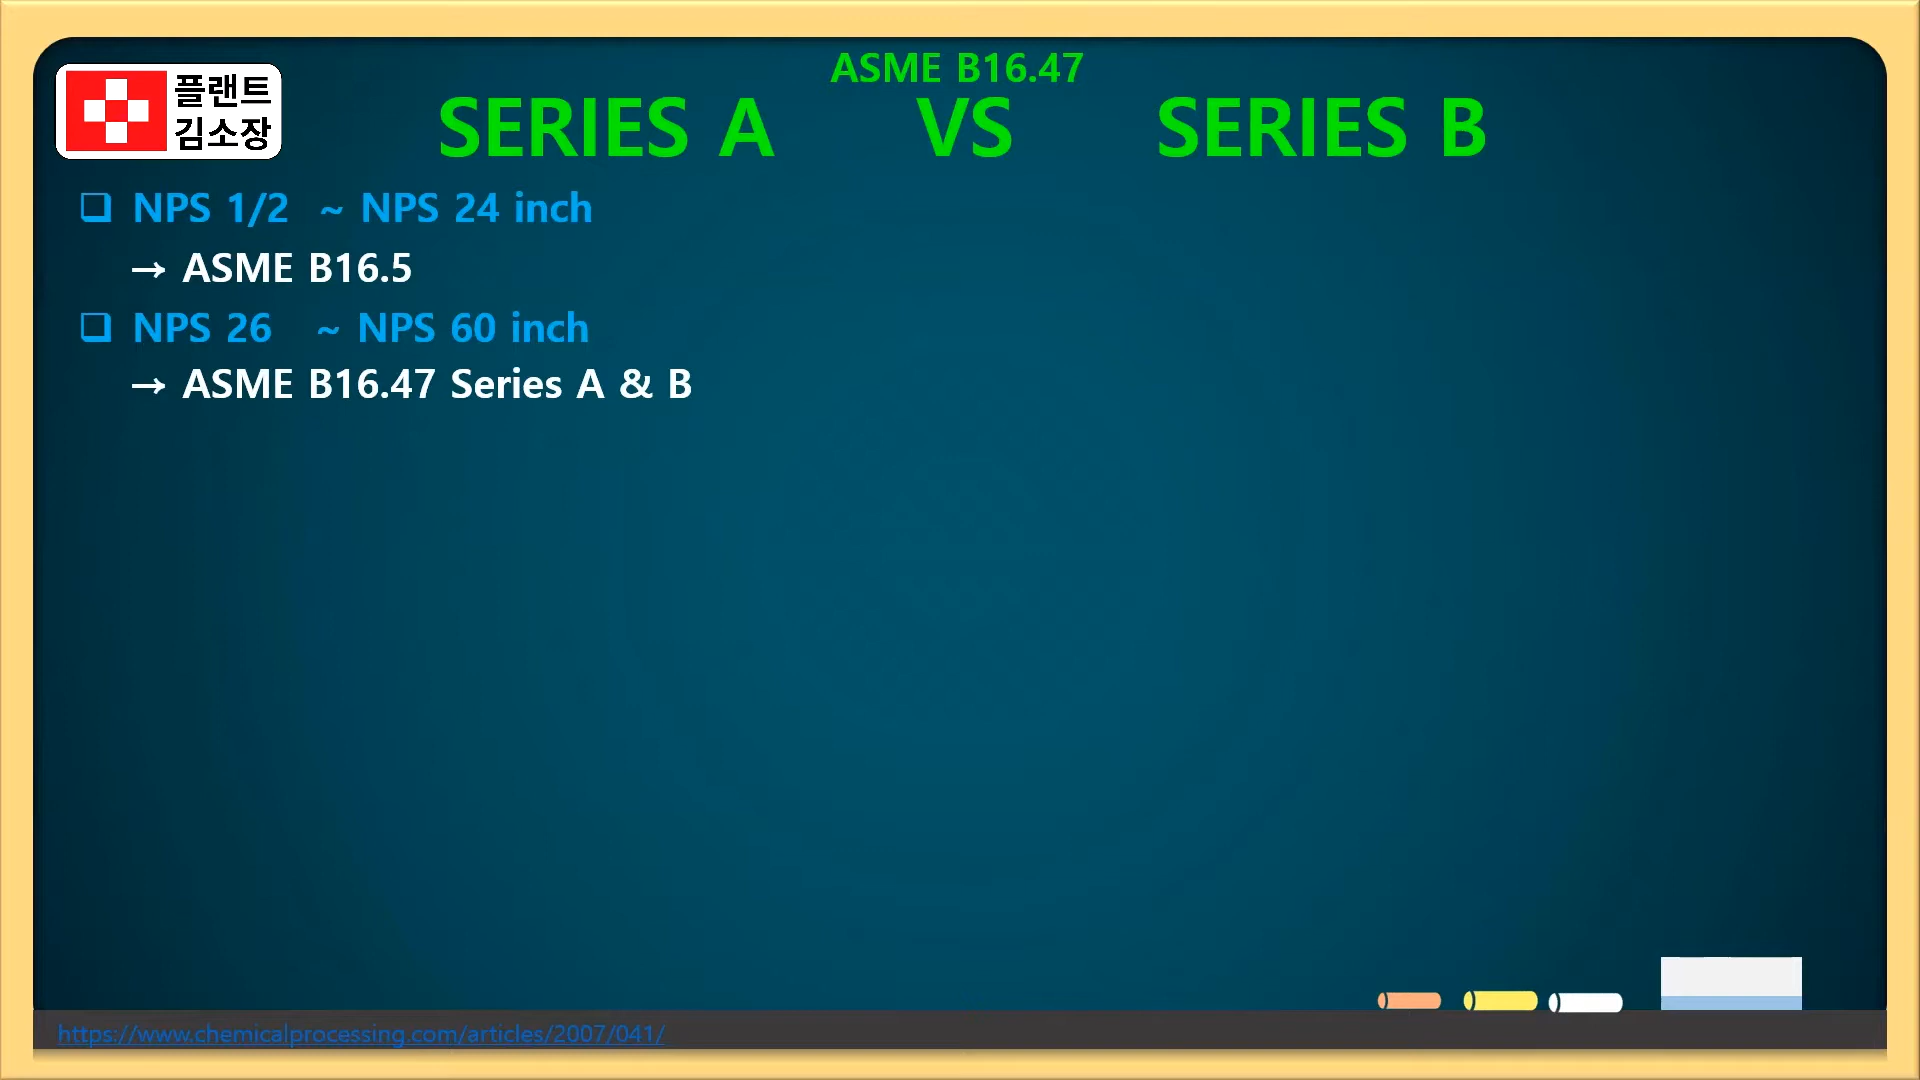 플랜트
김소장
ASME B16.47
SERIES A VS SERIES B
❑ NPS 1/2 ~ NPS 24 inch
→ ASME B16.5
❑ NPS 26 ~ NPS 60 inch
→ ASME B16.47 Series A & B
https://www.chemicalprocessing.com/articles/2007/041/